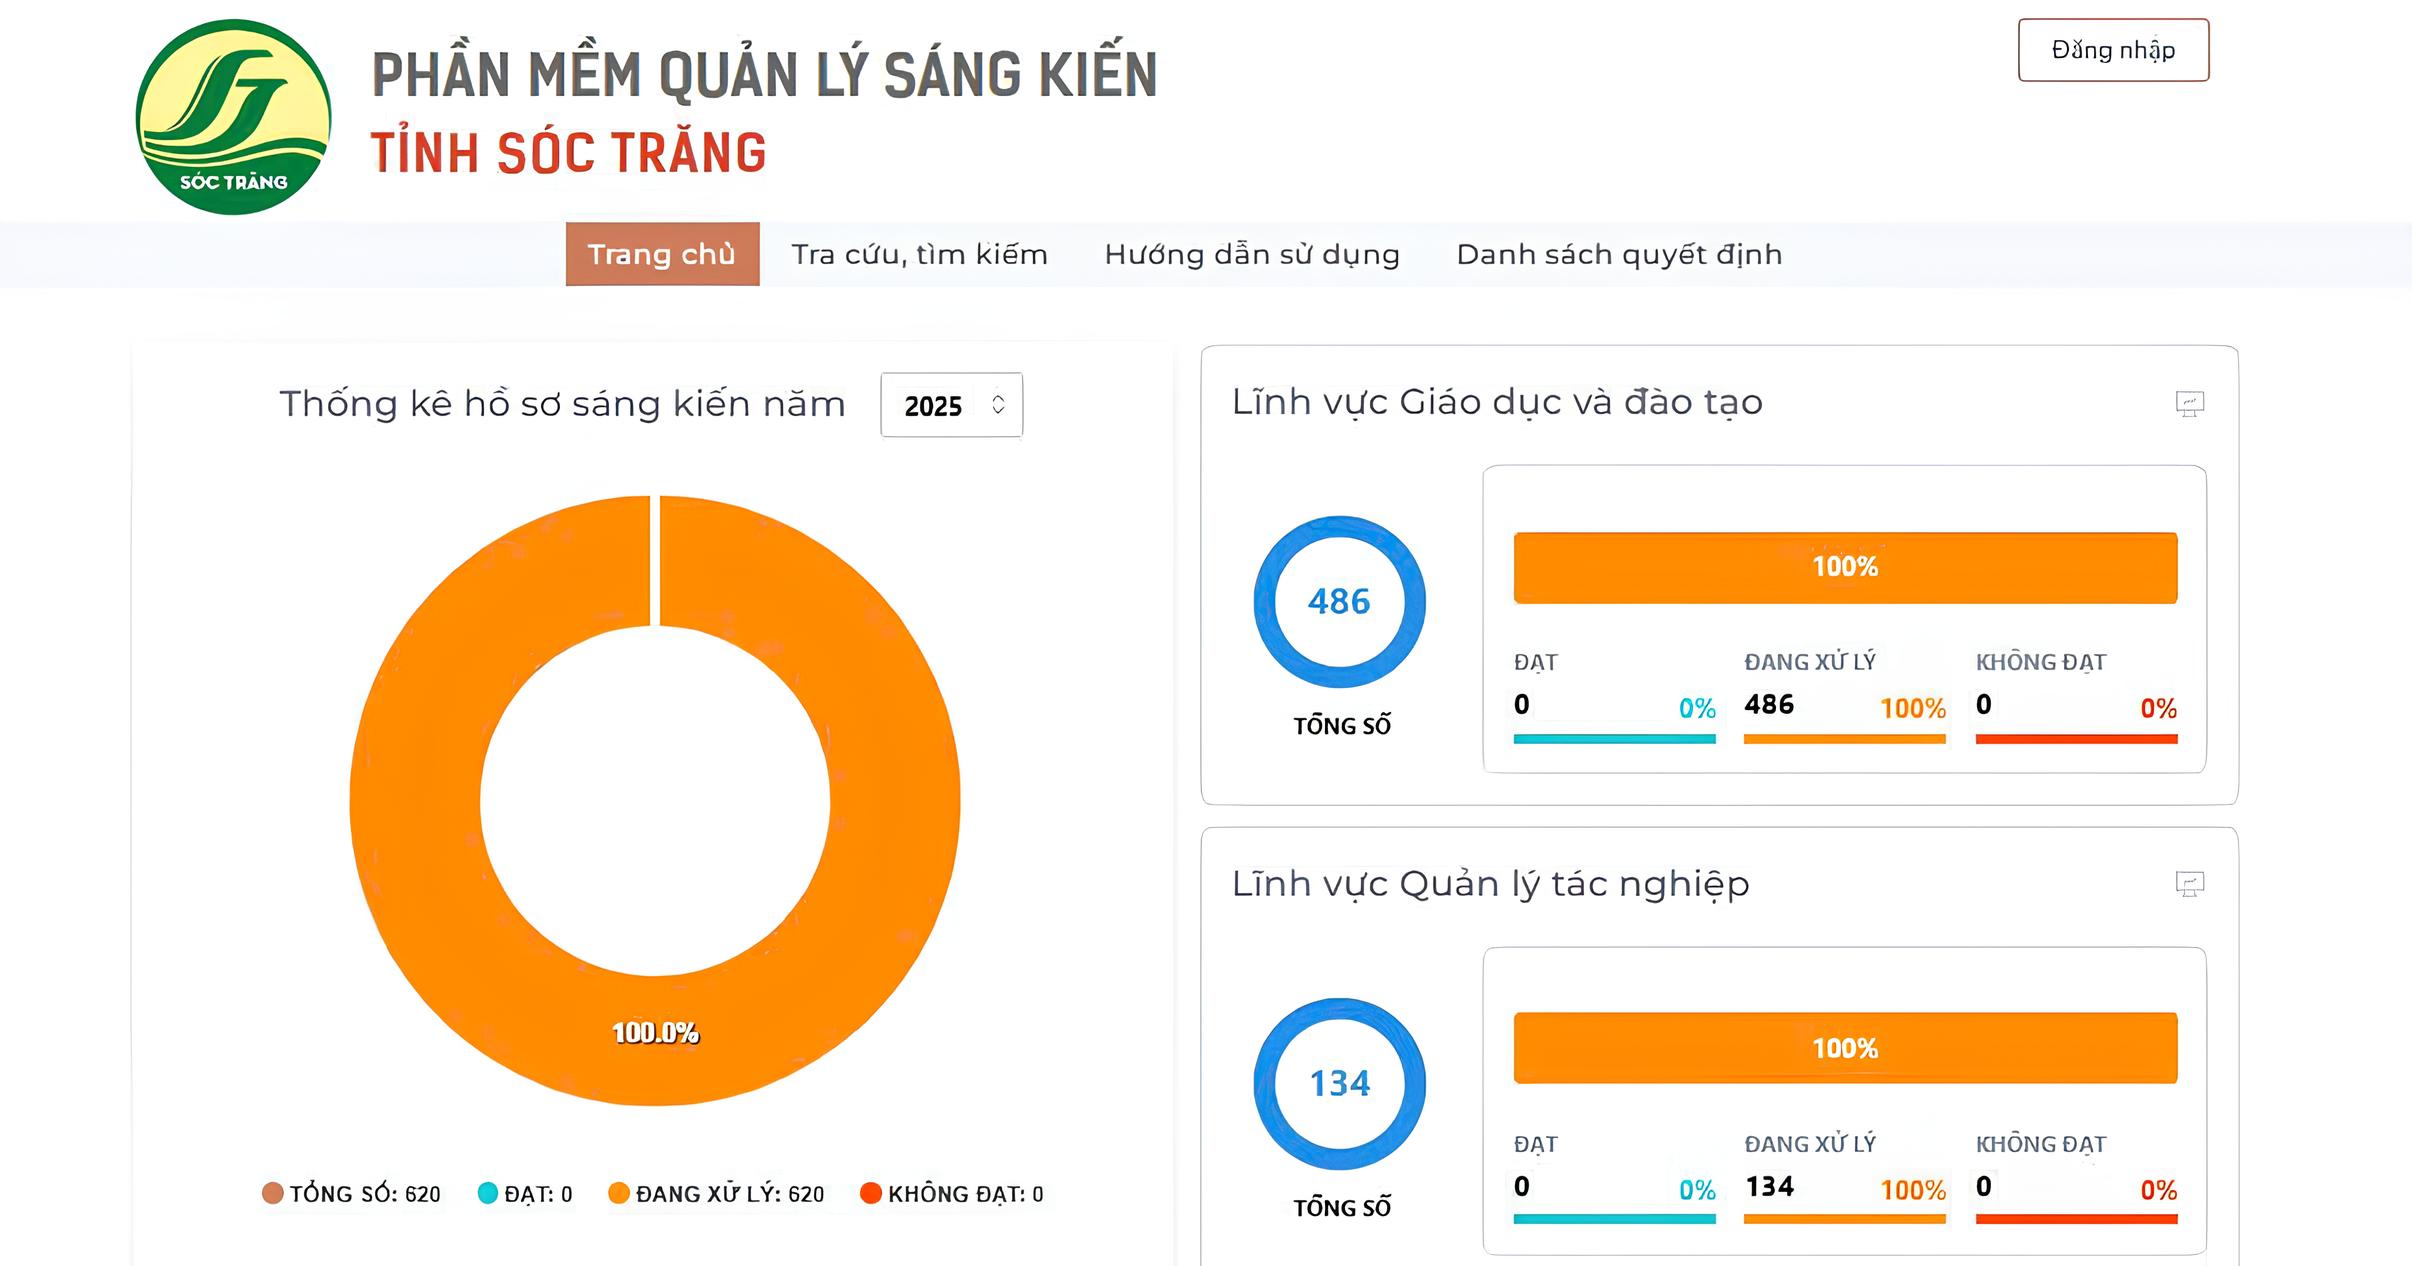 SÓC TRĂNG
PHẦN MỀM QUẢN LÝ SÁNG KIẾN
TỈNH SÓC TRĂNG
Đăng nhập
Trang chủ Tra cứu, tìm kiếm Hướng dẫn sử dụng Danh sách quyết định
Thống kê hồ sơ sáng kiến năm 2025
100.0%
TỔNG SỐ: 620 ĐẠT: 0 ĐANG XỬ LÝ: 620 KHÔNG ĐẠT: 0
Lĩnh vực Giáo dục và đào tạo
486
TỔNG SỐ
100%
ĐẠT ĐANG XỬ LÝ KHÔNG ĐẠT
0 0% 486 100% 0 0%
Lĩnh vực Quản lý tác nghiệp
134
TỔNG SỐ
100%
ĐẠT ĐANG XỬ LÝ KHÔNG ĐẠT
0 0% 134 100% 0 0%